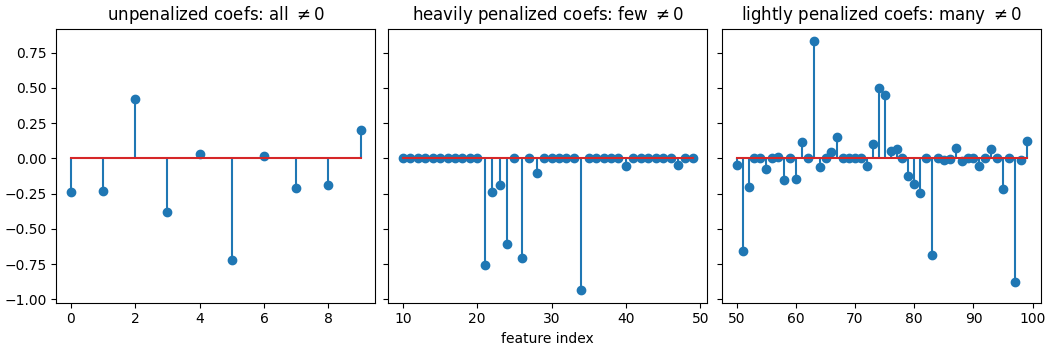 unpenalized coefs: all ≠0
heavily penalized coefs: few ≠0
lightly penalized coefs: many ≠0
0.75
0.50
0.25
0.00
−0.25
−0.50
−0.75
−1.00
0 2 4 6 8
10 20 30 40 50
50 60 70 80 90 100
feature index